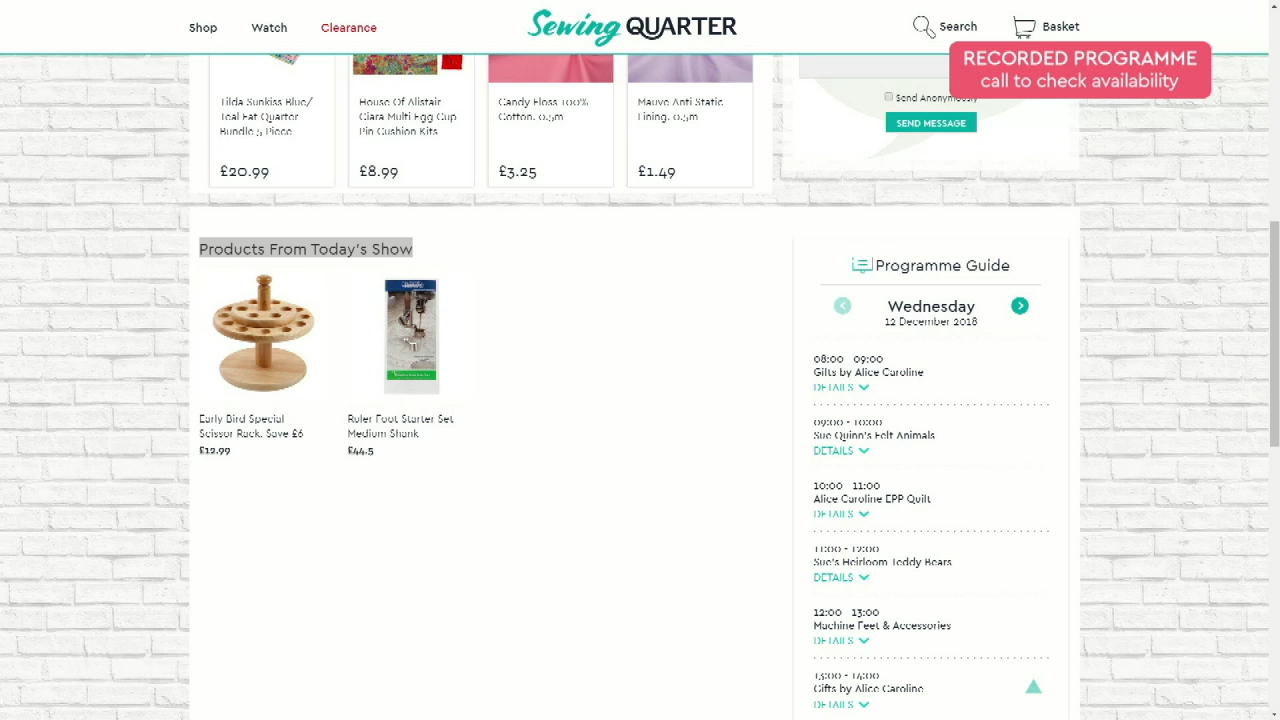 Shop
Watch
Clearance
Sewing QUARTER
Search
Basket
RECORDED PROGRAMME
call to check availability
Tilda Sunkiss Blue/
Teal Fat Quarter
Bundle 5 Piece
£20.99
House Of Alistair
Clara Multi Egg Cup
Pin Cushion Kits
£8.99
Candy Floss 100%
Cotton. 0.5m
£3.25
Mauve Anti Static
Lining. 0.5m
£1.49
Send Anonymously
SEND MESSAGE
Products From Today's Show
Early Bird Special
Scissor Rack. Save £6
£12.99
Ruler Foot Starter Set
Medium Shank
£44.5
Programme Guide
Wednesday
12 December 2018
08:00 - 09:00
Gifts by Alice Caroline
DETAILS
09:00 - 10:00
Sue Quinn's Felt Animals
DETAILS
10:00 - 11:00
Alice Caroline EPP Quilt
DETAILS
11:00 - 12:00
Sue's Heirloom Teddy Bears
DETAILS
12:00 - 13:00
Machine Feet & Accessories
DETAILS
13:00 - 14:00
Gifts by Alice Caroline
DETAILS